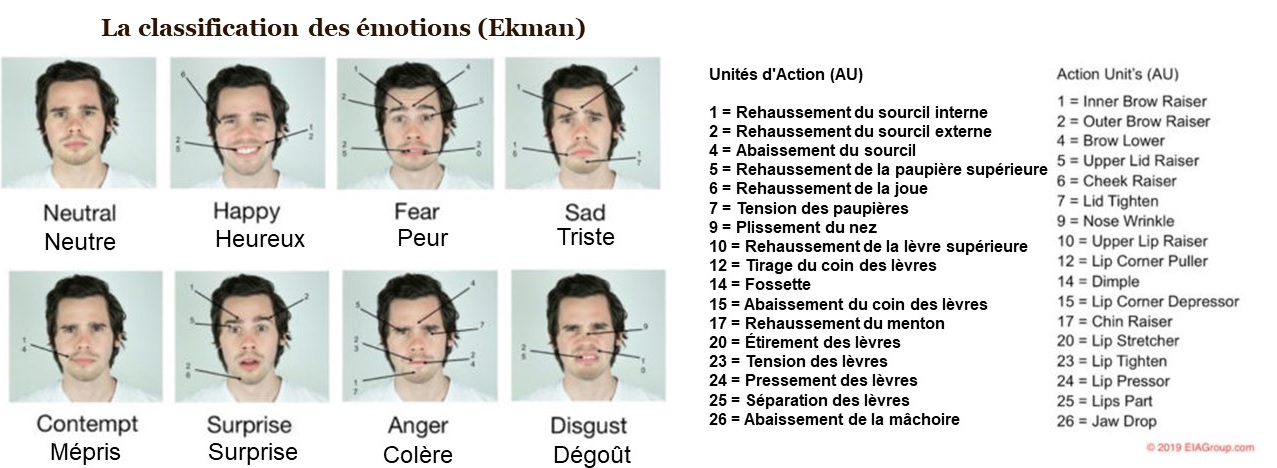 La classification des émotions (Ekman)
1
4
2
5
2
5
2
0
6
2
5
1
2
1
4
1
5
1
7
Neutral
Neutre
Happy
Heureux
Fear
Peur
Sad
Triste
1
4
1
2
5
2
6
4
7
2
3
2
4
1
7
9
2
5
1
0
Contempt
Mépris
Surprise
Surprise
Anger
Colère
Disgust
Dégoût
Unités d'Action (AU)
1 = Rehaussement du sourcil interne
2 = Rehaussement du sourcil externe
4 = Abaissement du sourcil
5 = Rehaussement de la paupière supérieure
6 = Rehaussement de la joue
7 = Tension des paupières
9 = Plissement du nez
10 = Rehaussement de la lèvre supérieure
12 = Tirage du coin des lèvres
14 = Fossette
15 = Abaissement du coin des lèvres
17 = Rehaussement du menton
20 = Étirement des lèvres
23 = Tension des lèvres
24 = Pressement des lèvres
25 = Séparation des lèvres
26 = Abaissement de la mâchoire
Action Unit's (AU)
1 = Inner Brow Raiser
2 = Outer Brow Raiser
4 = Brow Lower
5 = Upper Lid Raiser
6 = Cheek Raiser
7 = Lid Tighten
9 = Nose Wrinkle
10 = Upper Lip Raiser
12 = Lip Corner Puller
14 = Dimple
15 = Lip Corner Depressor
17 = Chin Raiser
20 = Lip Stretcher
23 = Lip Tighten
24 = Lip Pressor
25 = Lips Part
26 = Jaw Drop
© 2019 EIAGroup.com